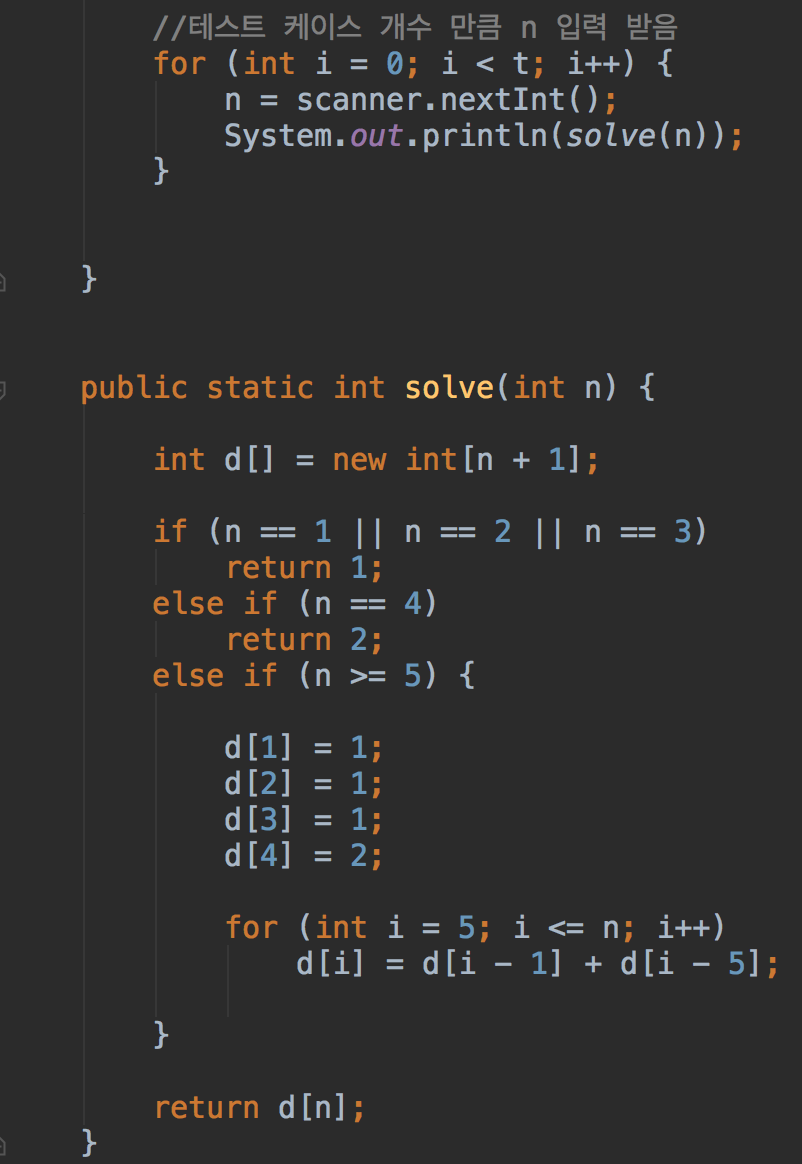 //테스트 케이스 개수 만큼 n 입력 받음
for (int i = 0; i < t; i++) {
n = scanner.nextInt();
System.out.println(solve(n));
}
}
public static int solve(int n) {
int d[] = new int[n + 1];
if (n == 1 || n == 2 || n == 3)
return 1;
else if (n == 4)
return 2;
else if (n >= 5) {
d[1] = 1;
d[2] = 1;
d[3] = 1;
d[4] = 2;
for (int i = 5; i <= n; i++)
d[i] = d[i - 1] + d[i - 5];
}
return d[n];
}